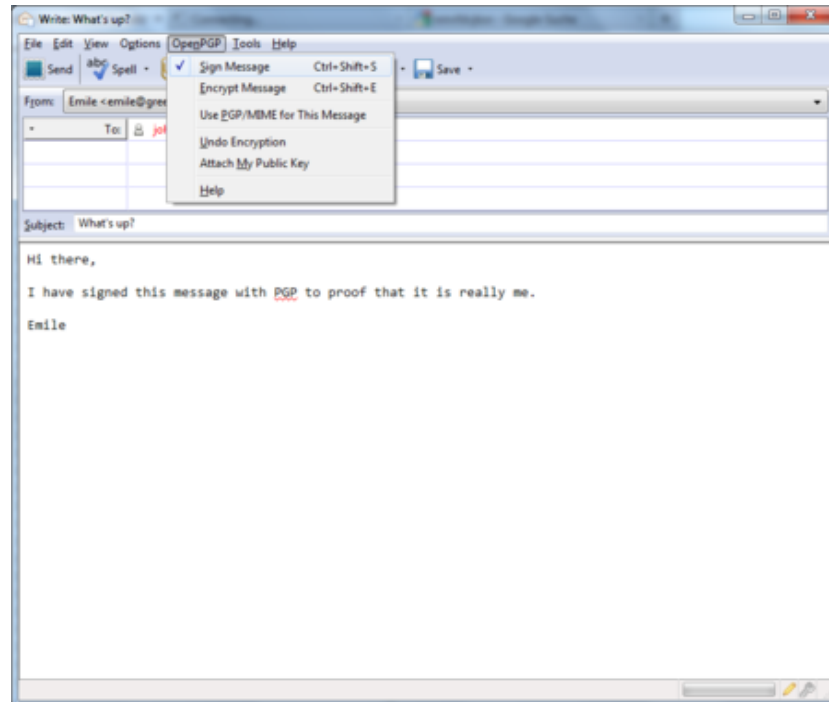 Write: What's up?
File Edit View Options OpenPGP Tools Help
Send Spell Save
Sign Message Ctrl+Shift+S
Encrypt Message Ctrl+Shift+E
Use PGP/MIME for This Message
Undo Encryption
Attach My Public Key
Help
From: Emile <emile@gree
To:
Subject: What's up?
Hi there,
I have signed this message with PGP to proof that it is really me.
Emile